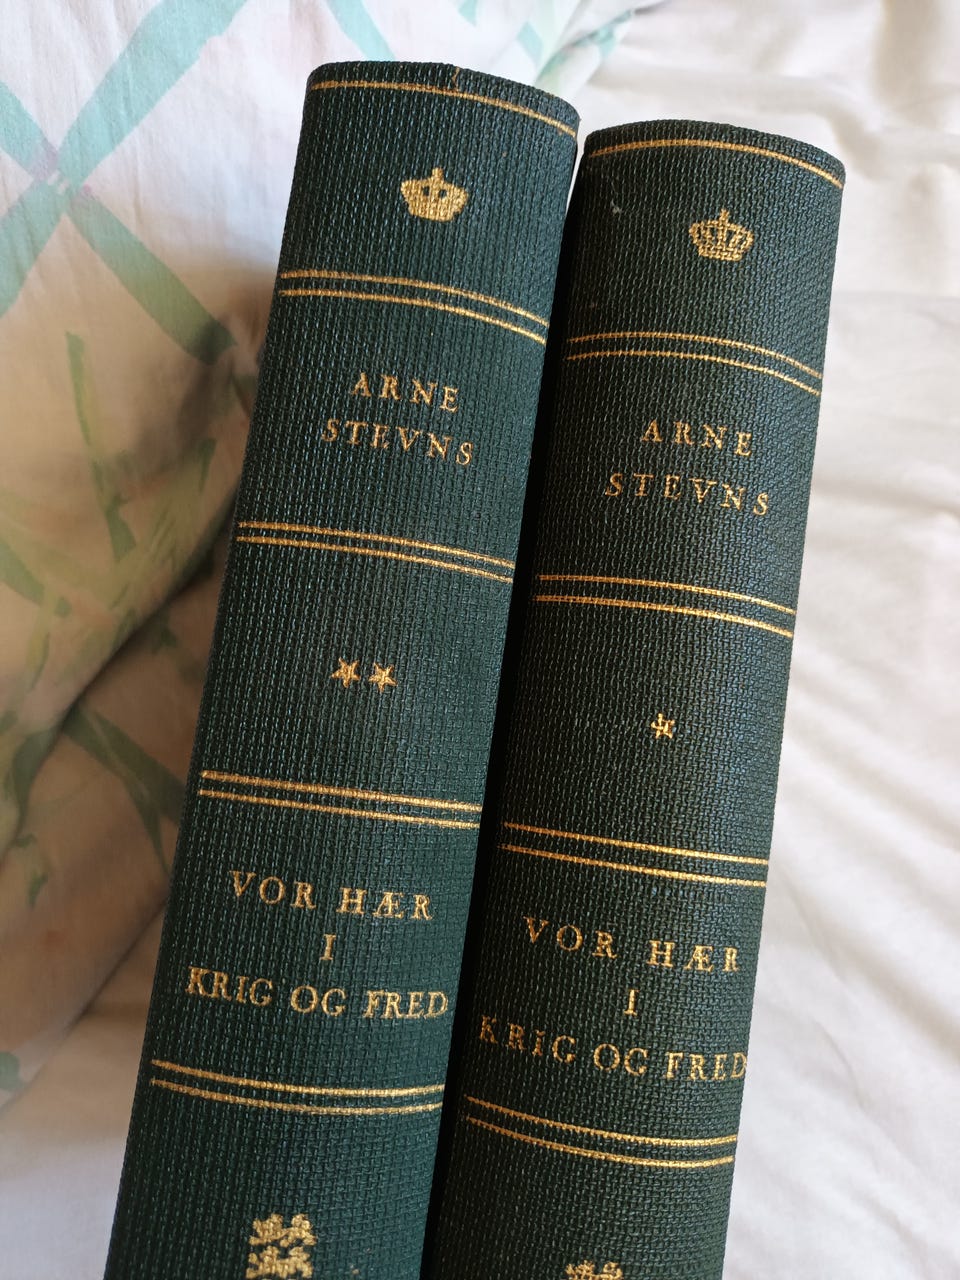 ARNE
STEVNS
VOR HÆR
I
KRIG OG FRED
ARNE
STEVNS
VOR HÆR
I
KRIG OG FRED